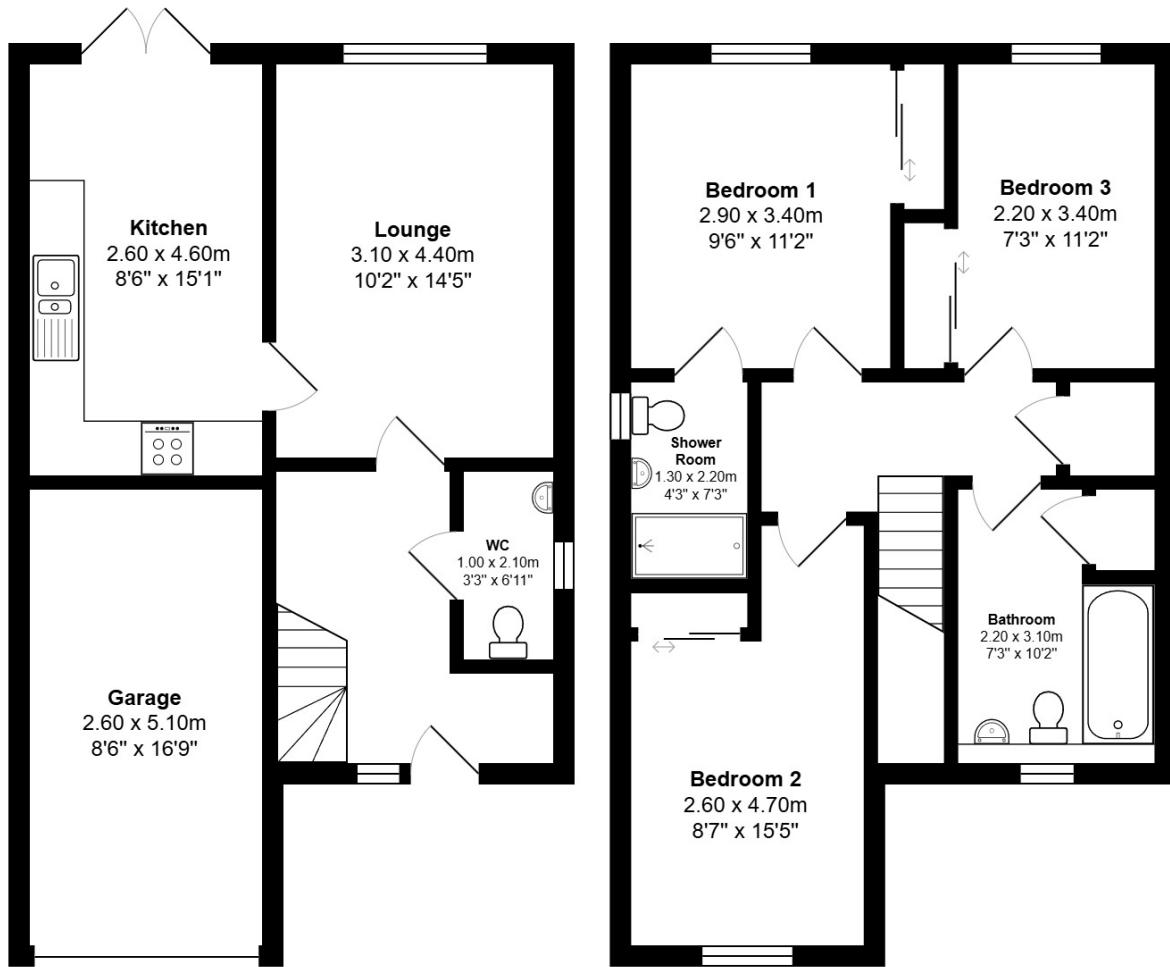 Kitchen
2.60 x 4.60m
8'6" x 15'1"
Lounge
3.10 x 4.40m
10'2" x 14'5"
WC
1.00 x 2.10m
3'3" x 6'11"
Garage
2.60 x 5.10m
8'6" x 16'9"
Bedroom 1
2.90 x 3.40m
9'6" x 11'2"
Bedroom 3
2.20 x 3.40m
7'3" x 11'2"
Shower
Room
1.30 x 2.20m
4'3" x 7'3"
Bathroom
2.20 x 3.10m
7'3" x 10'2"
Bedroom 2
2.60 x 4.70m
8'7" x 15'5"